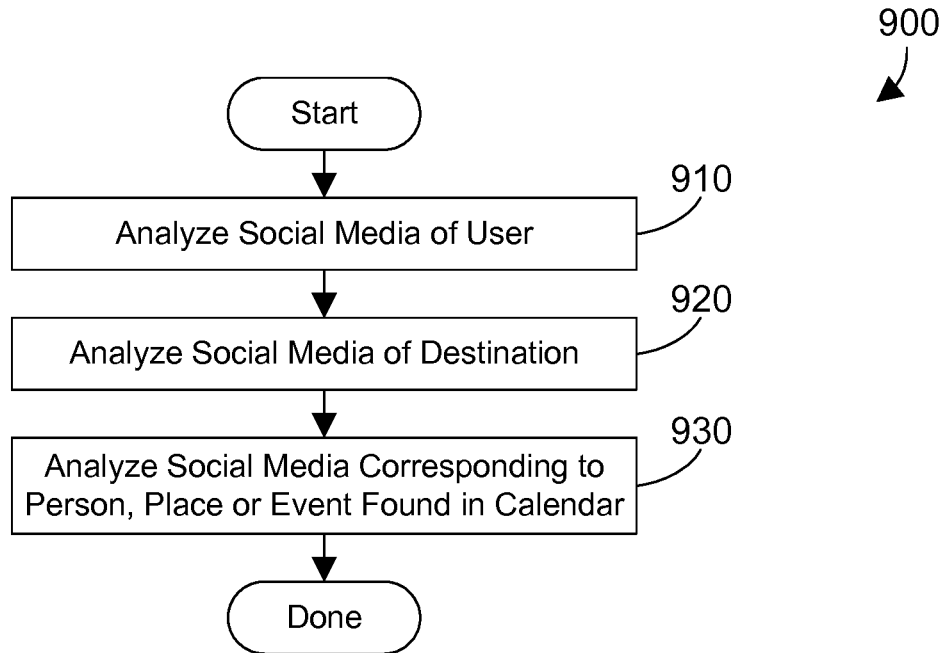 900
Start
910
Analyze Social Media of User
920
Analyze Social Media of Destination
930
Analyze Social Media Corresponding to
Person, Place or Event Found in Calendar
Done